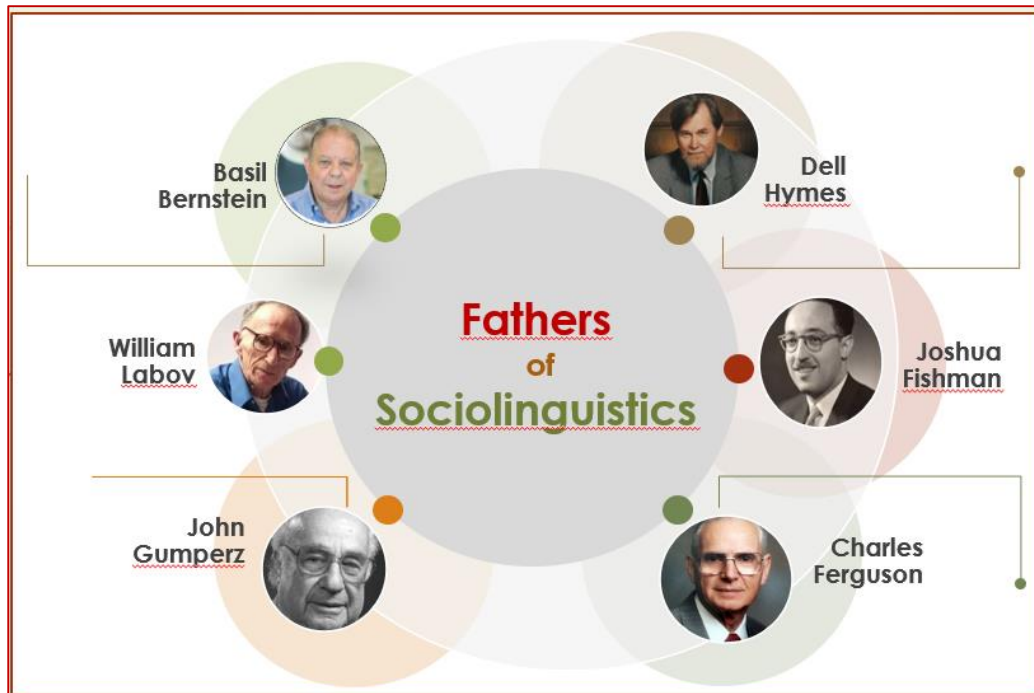 Basil
Bernstein
Dell
Hymes
William
Labov
Fathers
of
Sociolinguistics
Joshua
Fishman
John
Gumperz
Charles
Ferguson